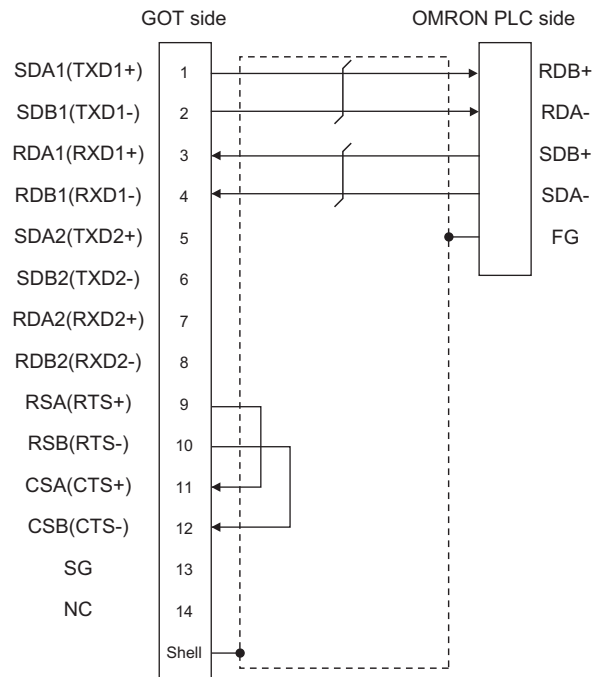 GOT side OMRON PLC side
SDA1(TXD1+) 1 RDB+
SDB1(TXD1-) 2 RDA-
RDA1(RXD1+) 3 SDB+
RDB1(RXD1-) 4 SDA-
SDA2(TXD2+) 5 FG
SDB2(TXD2-) 6
RDA2(RXD2+) 7
RDB2(RXD2-) 8
RSA(RTS+) 9
RSB(RTS-) 10
CSA(CTS+) 11
CSB(CTS-) 12
SG 13
NC 14
Shell